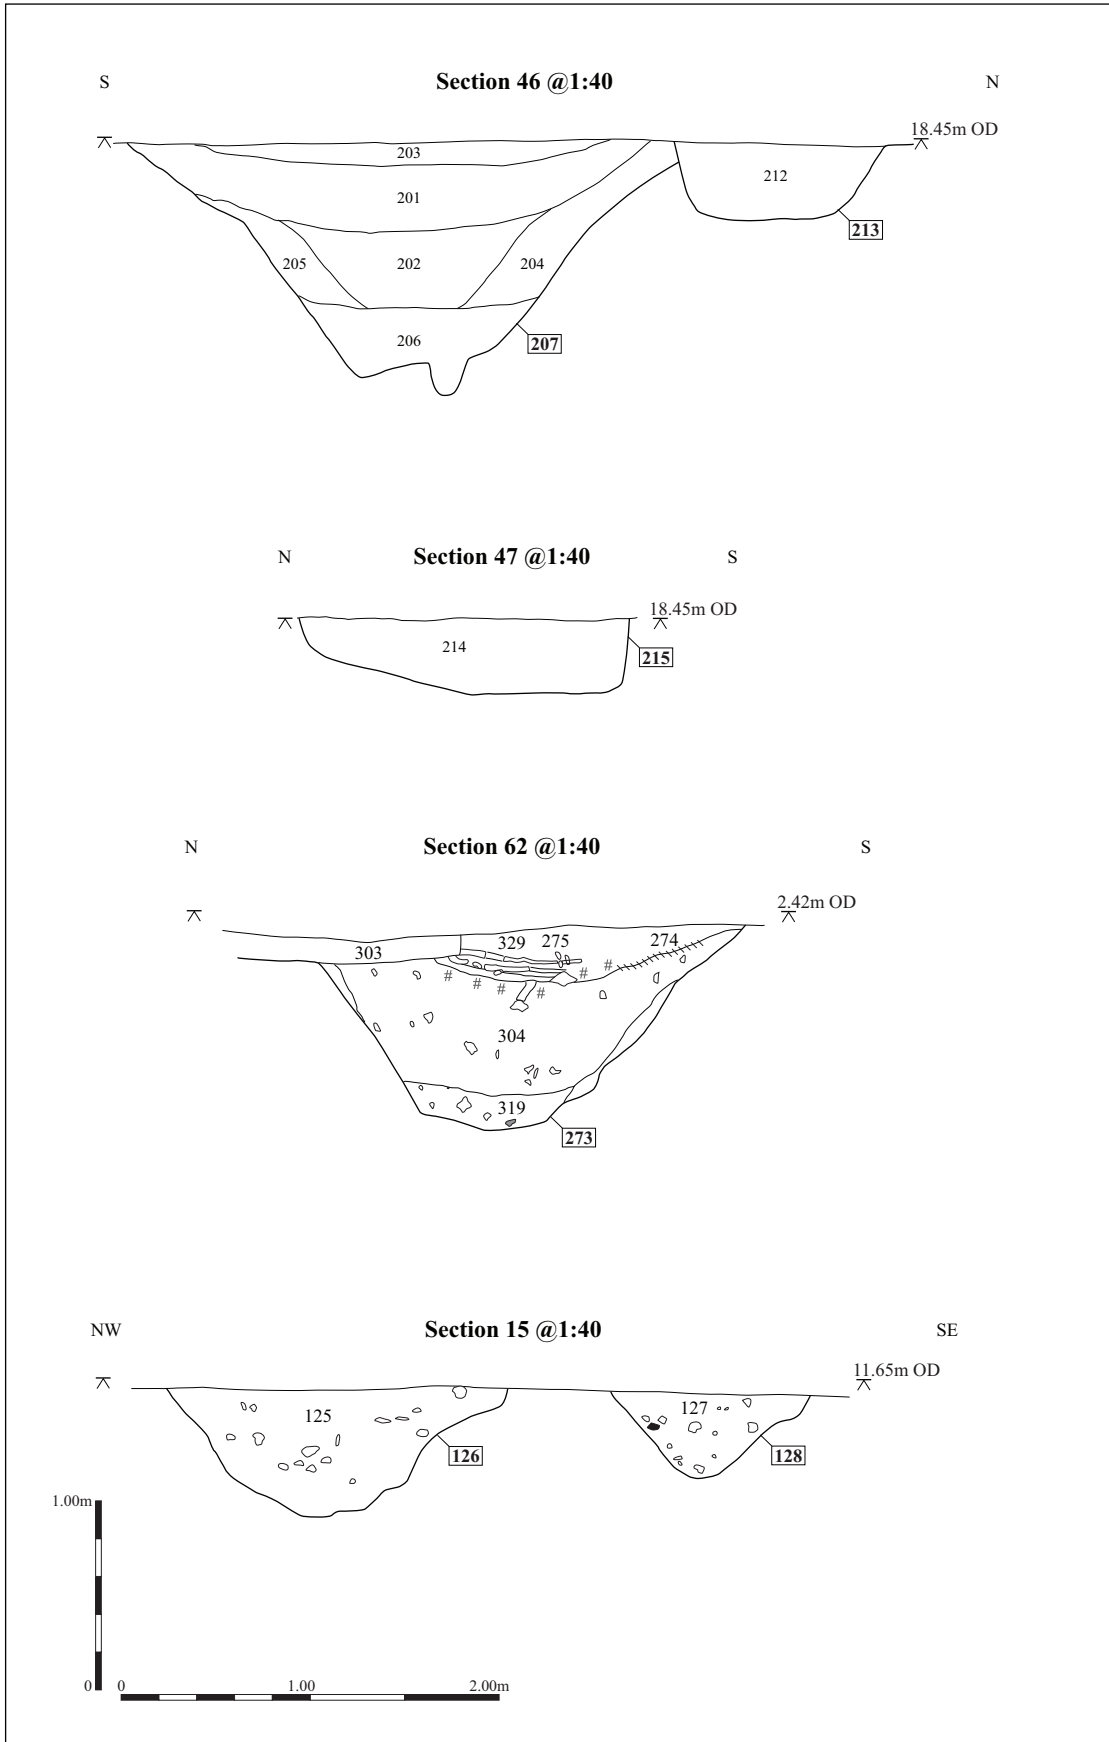 S Section 46 @1:40 N
18.45m OD
203
212
201
213
205 202 204
206
207
N Section 47 @1:40 S
18.45m OD
214
215
N Section 62 @1:40 S
2.42m OD
329 275 274
303
# # # # # #
304
319
273
NW Section 15 @1:40 SE
11.65m OD
127
125
126
128
1.00m
0 0 1.00 2.00m